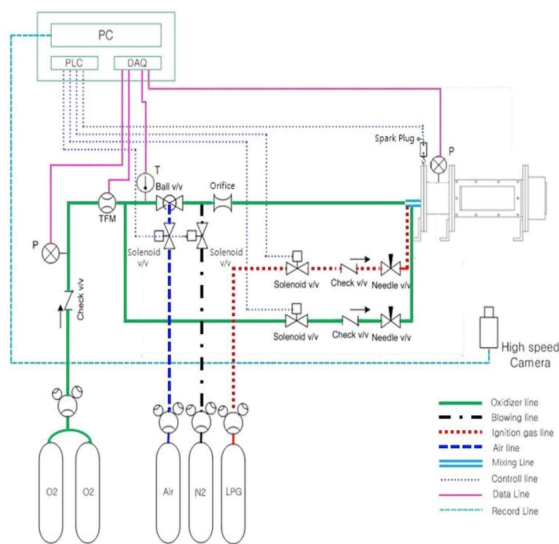 PC
PLC
DAQ
Spark Plug
P
T
Ball v/v
Orifice
TFM
P
Solenoid
v/v
Solenoid
v/v
Check v/v
Solenoid v/v
Check v/v
Needle v/v
Solenoid v/v
Check v/v
Needle v/v
High speed
Camera
Oxidizer line
Blowing line
Ignition gas line
Air line
Mixing Line
Controll line
Data Line
Record Line
O2
O2
Air
N2
LPG